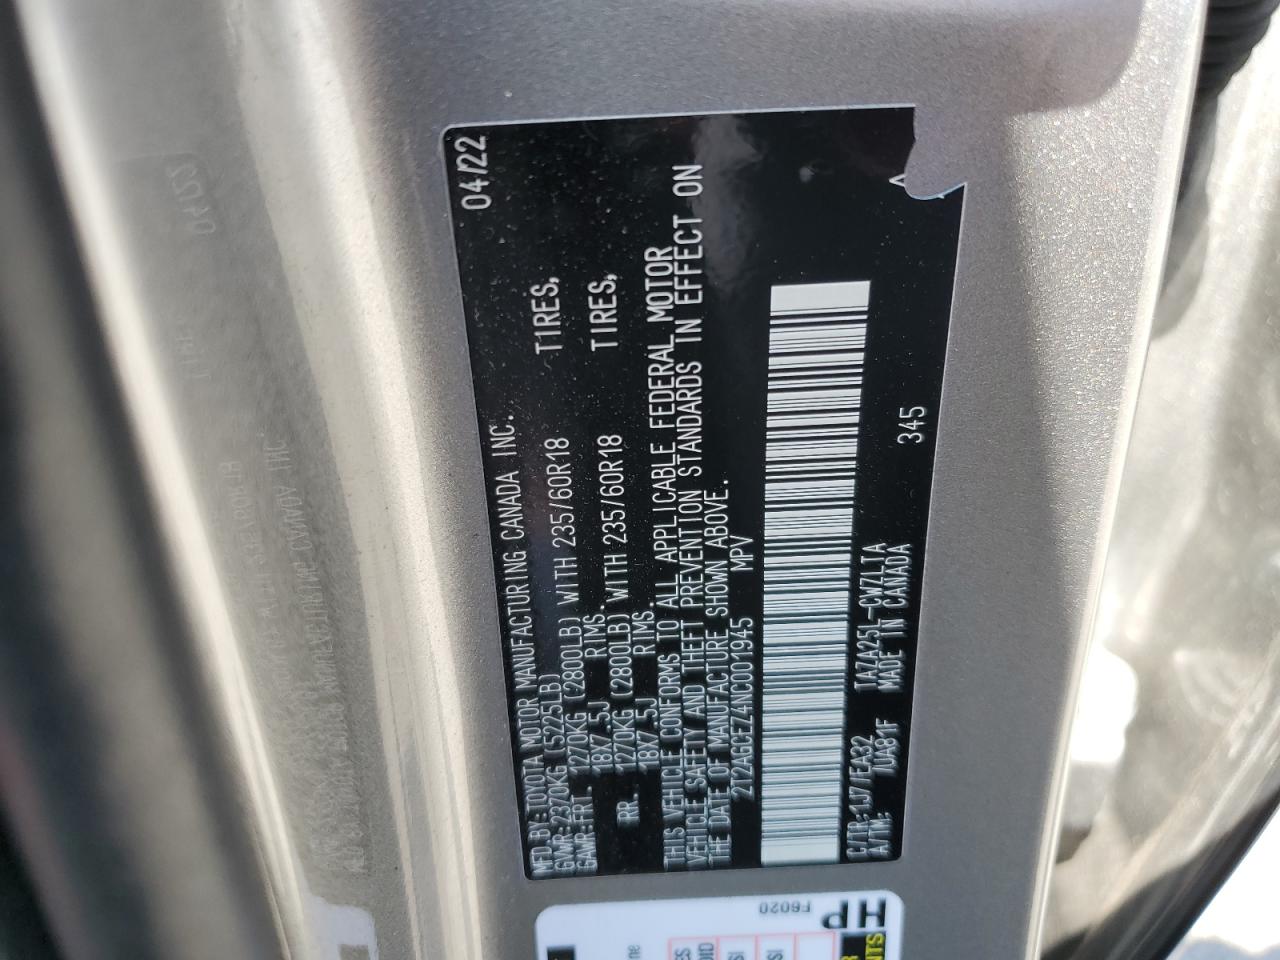 MFD. BY: TOYOTA MOTOR MANUFACTURING CANADA INC. 04/22
GVWR: 2370KG (5225LB)
GAWR: FRT. 1270KG (2800LB) WITH 235/60R18 TIRES,
18X7.5J RIMS.
RR. 1270KG (2800LB) WITH 235/60R18 TIRES,
18X7.5J RIMS.
THIS VEHICLE CONFORMS TO ALL APPLICABLE FEDERAL MOTOR
VEHICLE SAFETY AND THEFT PREVENTION STANDARDS IN EFFECT ON
THE DATE OF MANUFACTURE SHOWN ABOVE.
2T2AGCEZ4NC001945 MPV
C/TR: 1J7/EA32 TAZA25L-CWZLTA 345
A/TM: MADE IN CANADA
HP
F6020